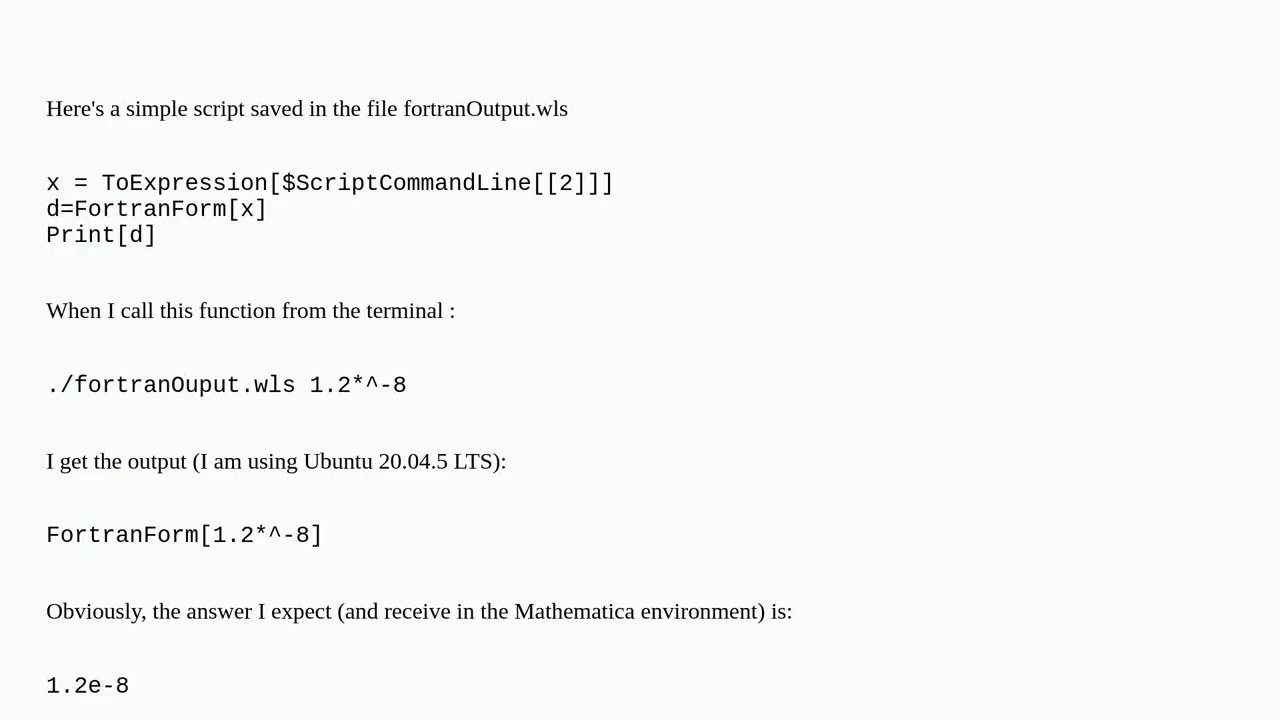 Here's a simple script saved in the file fortranOutput.wls
x = ToExpression[$ScriptCommandLine[[2]]]
d=FortranForm[x]
Print[d]
When I call this function from the terminal :
./fortranOuput.wls 1.2*^-8
I get the output (I am using Ubuntu 20.04.5 LTS):
FortranForm[1.2*^-8]
Obviously, the answer I expect (and receive in the Mathematica environment) is:
1.2e-8